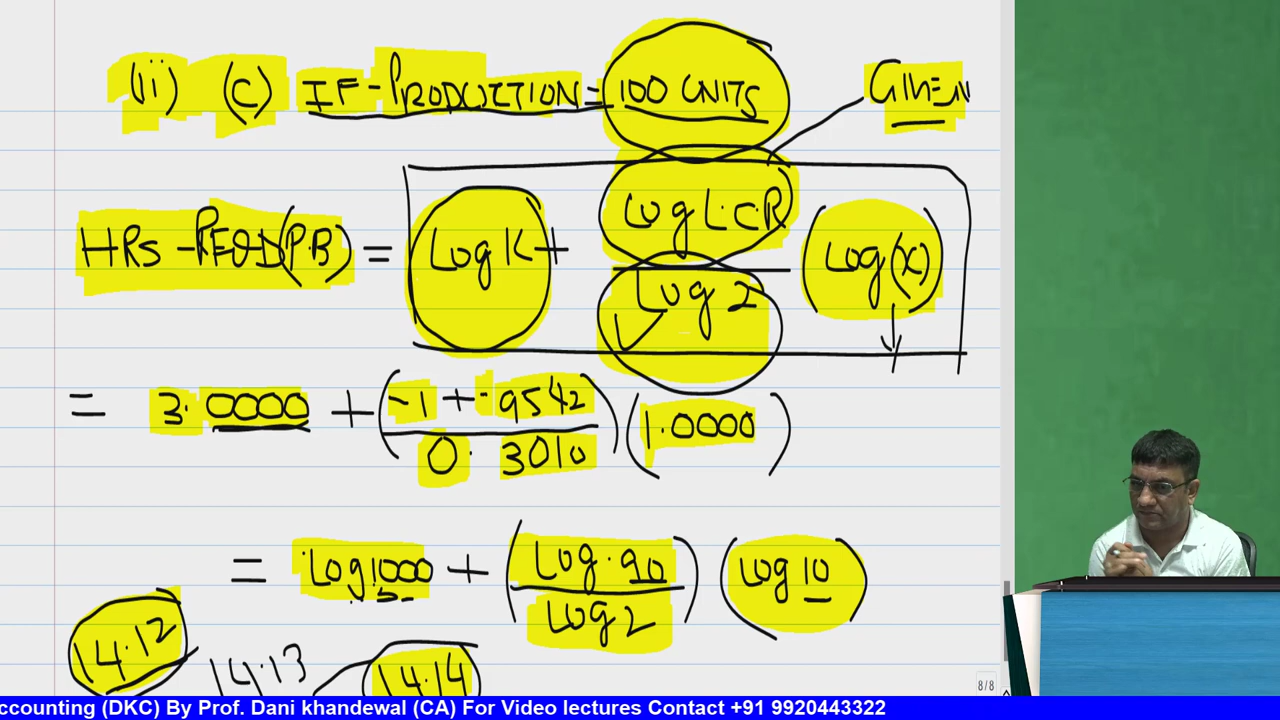 (ii) (C) IF - PRODUCTION = 100 UNITS GIVEN
HRS - REQD (P.B) = Log K + Log L.C.R / Log 2 (Log (X))
= 3.0000 + (-1 + .9542 / 0.3010) (1.0000)
= Log 1000 + (Log .90 / Log 2) (Log 10)
14.12 14.13 14.14
8/8
ccounting (DKC) By Prof. Dani khandewal (CA) For Video lectures Contact +91 9920443322